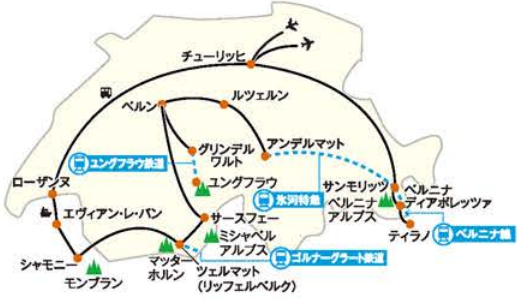 チューリッヒ
ベルン
ルツェルン
グリンデル
ワルト
アンデルマット
ユングフラウ鉄道
ユングフラウ
ローザンヌ
氷河特急
サンモリッツ
ベルニナ
アルプス
ベルニナ
ディアボレッツァ
エヴィアン・レ・バン
サースフェー
ミシャベル
アルプス
ティラノ
ベルニナ線
シャモニー
モンブラン
マッター
ホルン
ゴルナーグラート鉄道
ツェルマット
(リッフェルベルク)